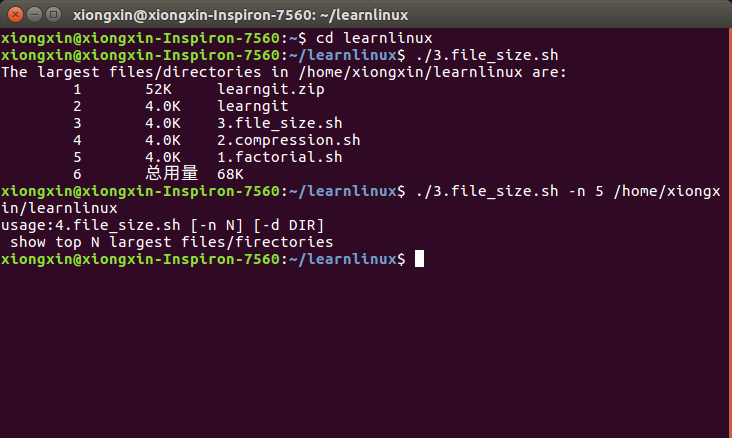 xiongxin@xiongxin-Inspiron-7560: ~/learnlinux
xiongxin@xiongxin-Inspiron-7560:~$ cd learnlinux
xiongxin@xiongxin-Inspiron-7560:~/learnlinux$ ./3.file_size.sh
The largest files/directories in /home/xiongxin/learnlinux are:
1 52K learngit.zip
2 4.0K learngit
3 4.0K 3.file_size.sh
4 4.0K 2.compression.sh
5 4.0K 1.factorial.sh
6 总用量 68K
xiongxin@xiongxin-Inspiron-7560:~/learnlinux$ ./3.file_size.sh -n 5 /home/xiongx
in/learnlinux
usage:4.file_size.sh [-n N] [-d DIR]
show top N largest files/firectories
xiongxin@xiongxin-Inspiron-7560:~/learnlinux$